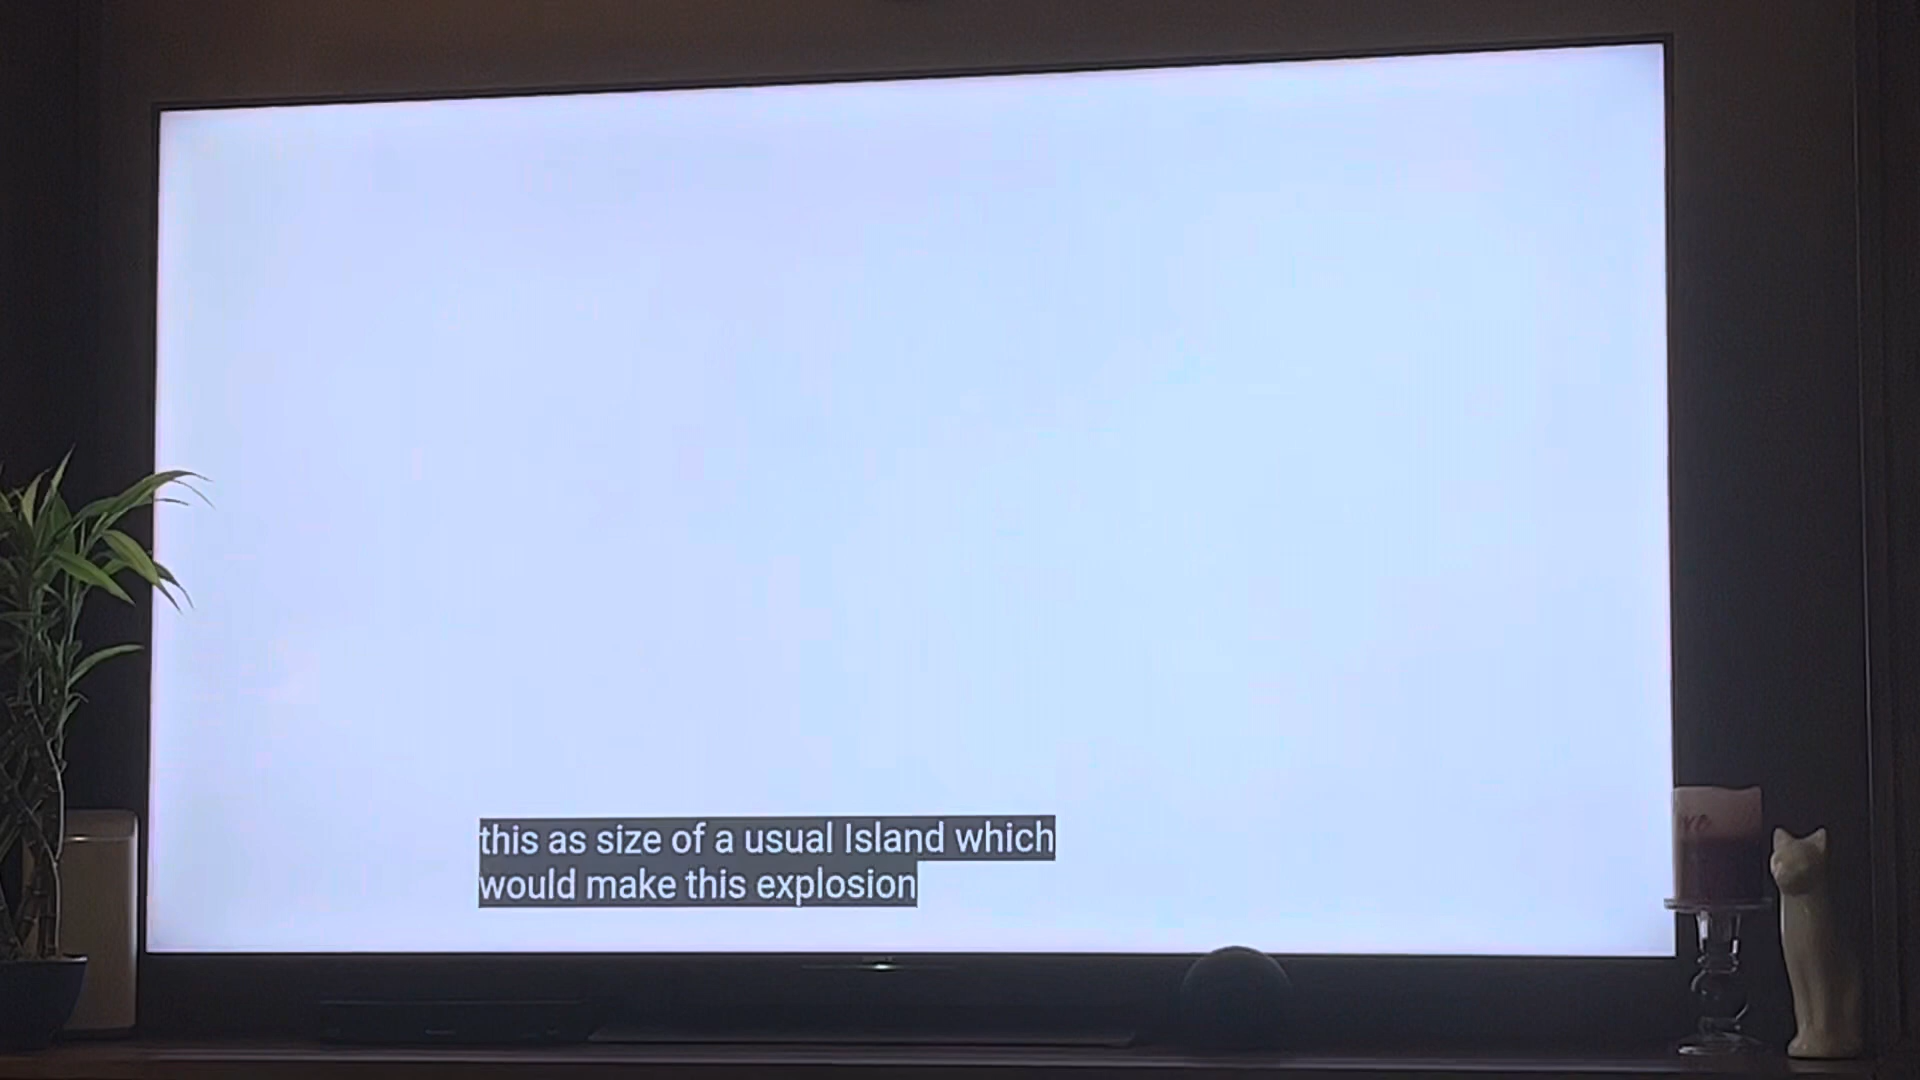 this as size of a usual Island which
would make this explosion